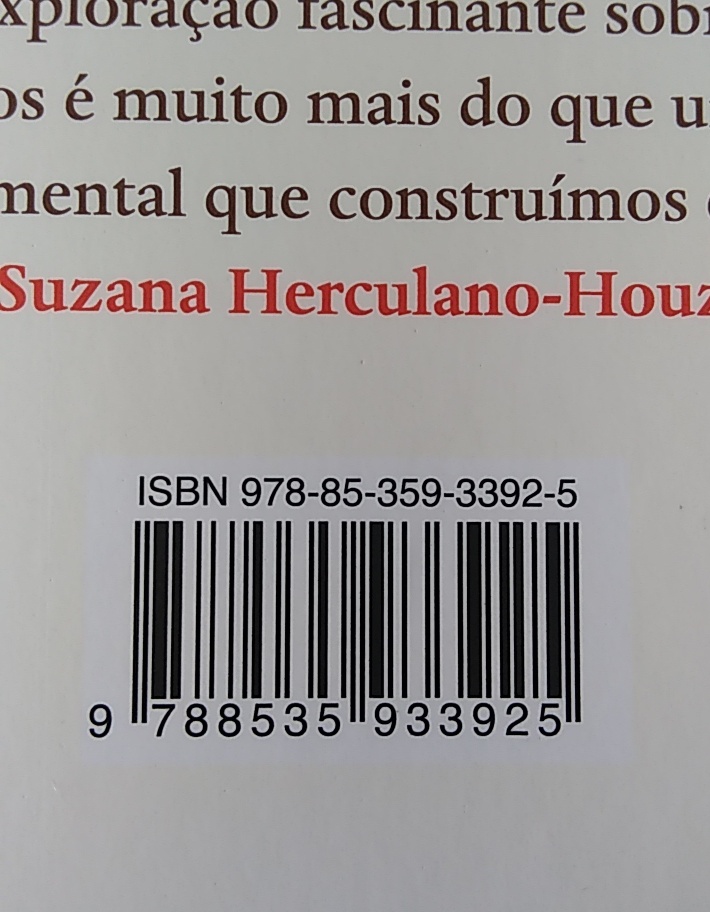 xploração fascinante sob
os é muito mais do que u
mental que construímos
Suzana Herculano-Houz
ISBN 978-85-359-3392-5
9 788535 933925